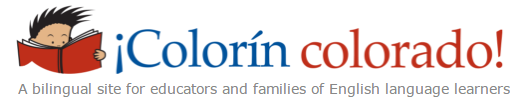 ¡Colorín colorado!
A bilingual site for educators and families of English language learners